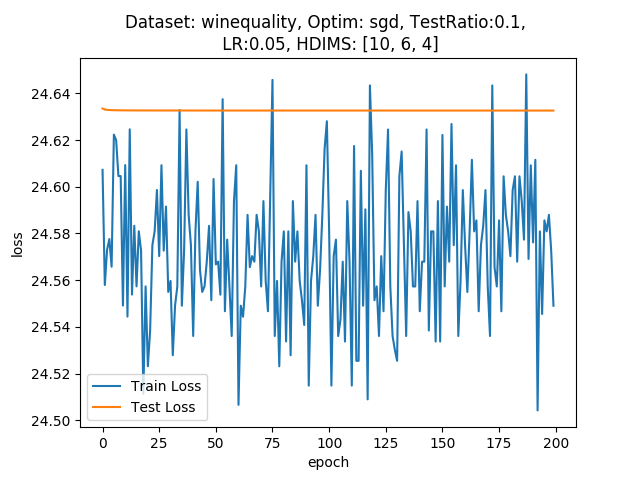 Dataset: winequality, Optim: sgd, TestRatio:0.1,
LR:0.05, HDIMS: [10, 6, 4]
24.64
24.62
24.60
24.58
24.56
24.54
24.52
24.50
loss
Train Loss
Test Loss
0 25 50 75 100 125 150 175 200
epoch